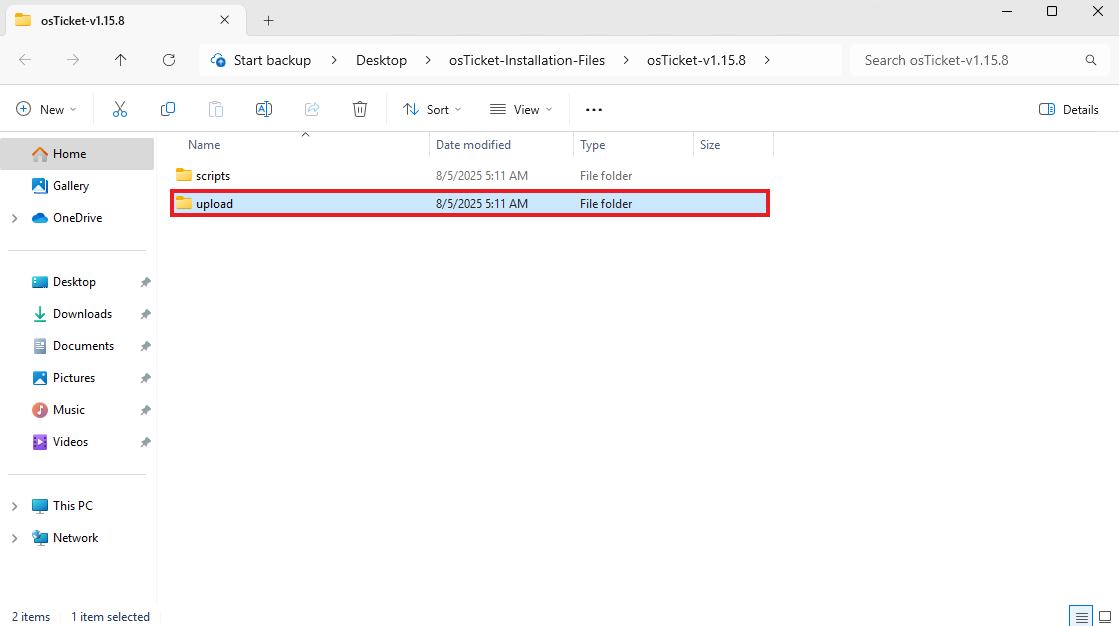 osTicket-v1.15.8
Start backup Desktop osTicket-Installation-Files osTicket-v1.15.8 Search osTicket-v1.15.8
New Sort View Details
Name Date modified Type Size
Home
Gallery
OneDrive
Desktop
Downloads
Documents
Pictures
Music
Videos
This PC
Network
scripts 8/5/2025 5:11 AM File folder
upload 8/5/2025 5:11 AM File folder
2 items 1 item selected